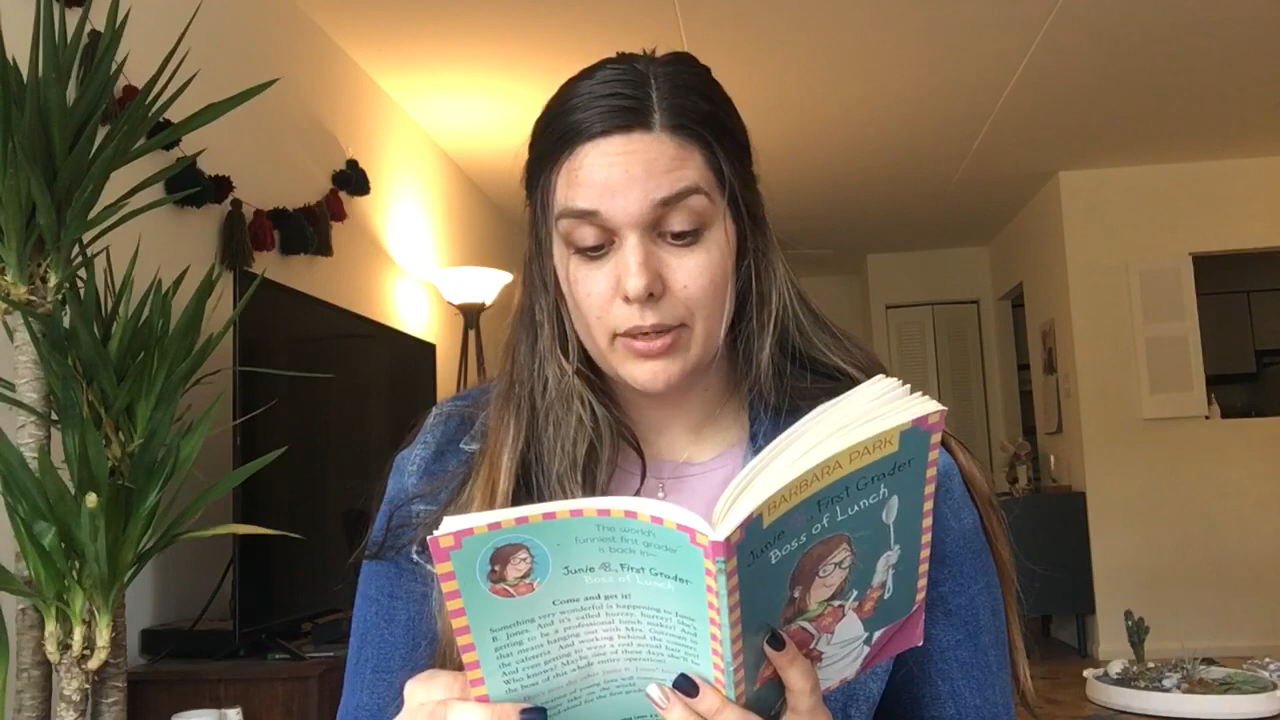 The world's
funniest first grader
is back in—
Junie B., First Grader
Boss of Lunch
Come and get it!
Something very wonderful is happening to Junie
B. Jones. And it's called hurray, hurray! She's
getting to be a professional lunch maker! And
that means hanging out with Mrs. Gutzman in
the cafeteria. And working behind the counter.
And even getting to wear a real actual hair net!
Who knows? Maybe one of these days she'll be
the boss of this whole entire operation!
BARBARA PARK
Junie B., First Grader
Boss of Lunch